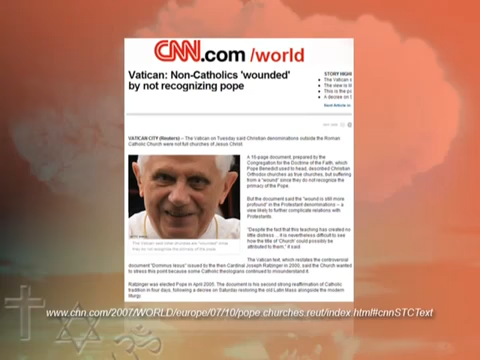 CNN.com /world
Vatican: Non-Catholics 'wounded'
by not recognizing pope
STORY HIGH
Vatican
The view is
This is the
A decree on
VATICAN CITY (Reuters) -- The Vatican on Tuesday said Christian denominations outside the Roman
Catholic Church were not full churches of Jesus Christ.
A 16-page document, prepared by the
Congregation for the Doctrine of the Faith, which
Pope Benedict used to head, described Christian
Orthodox churches as true churches, but suffering
from a "wound" since they do not recognize the
primacy of the Pope.
But the document said the "wound is still more
profound" in the Protestant denominations -- a
view likely to further complicate relations with
Protestants.
"Despite the fact that this teaching has created no
little distress ... it is nevertheless difficult to see
how the title of 'Church' could possibly be
attributed to them," it said.
The Vatican text, which restates the controversial
document "Dominus Iesus" issued by the then Cardinal Joseph Ratzinger in 2000, said the Church wanted
to stress this point because some Catholic theologians continued to misunderstand it.
Ratzinger was elected Pope in April 2005. The document is his second strong reaffirmation of Catholic
tradition in four days, following a decree on Saturday restoring the old Latin Mass alongside the modern
liturgy.
www.cnn.com/2007/WORLD/europe/07/10/pope.churches.reut/index.html#cnnSTCText